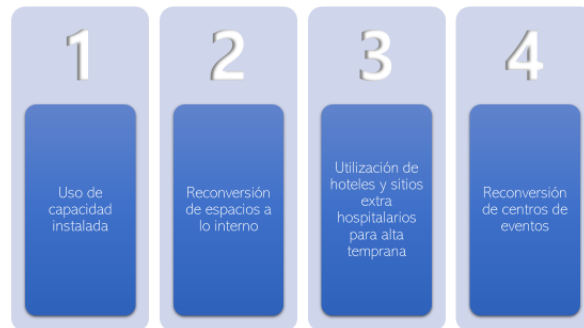 1
Uso de
capacidad
instalada
2
Reconversión
de espacios a
lo interno
3
Utilización de
hoteles y sitios
extra
hospitalarios
para alta
temprana
4
Reconversión
de centros de
eventos